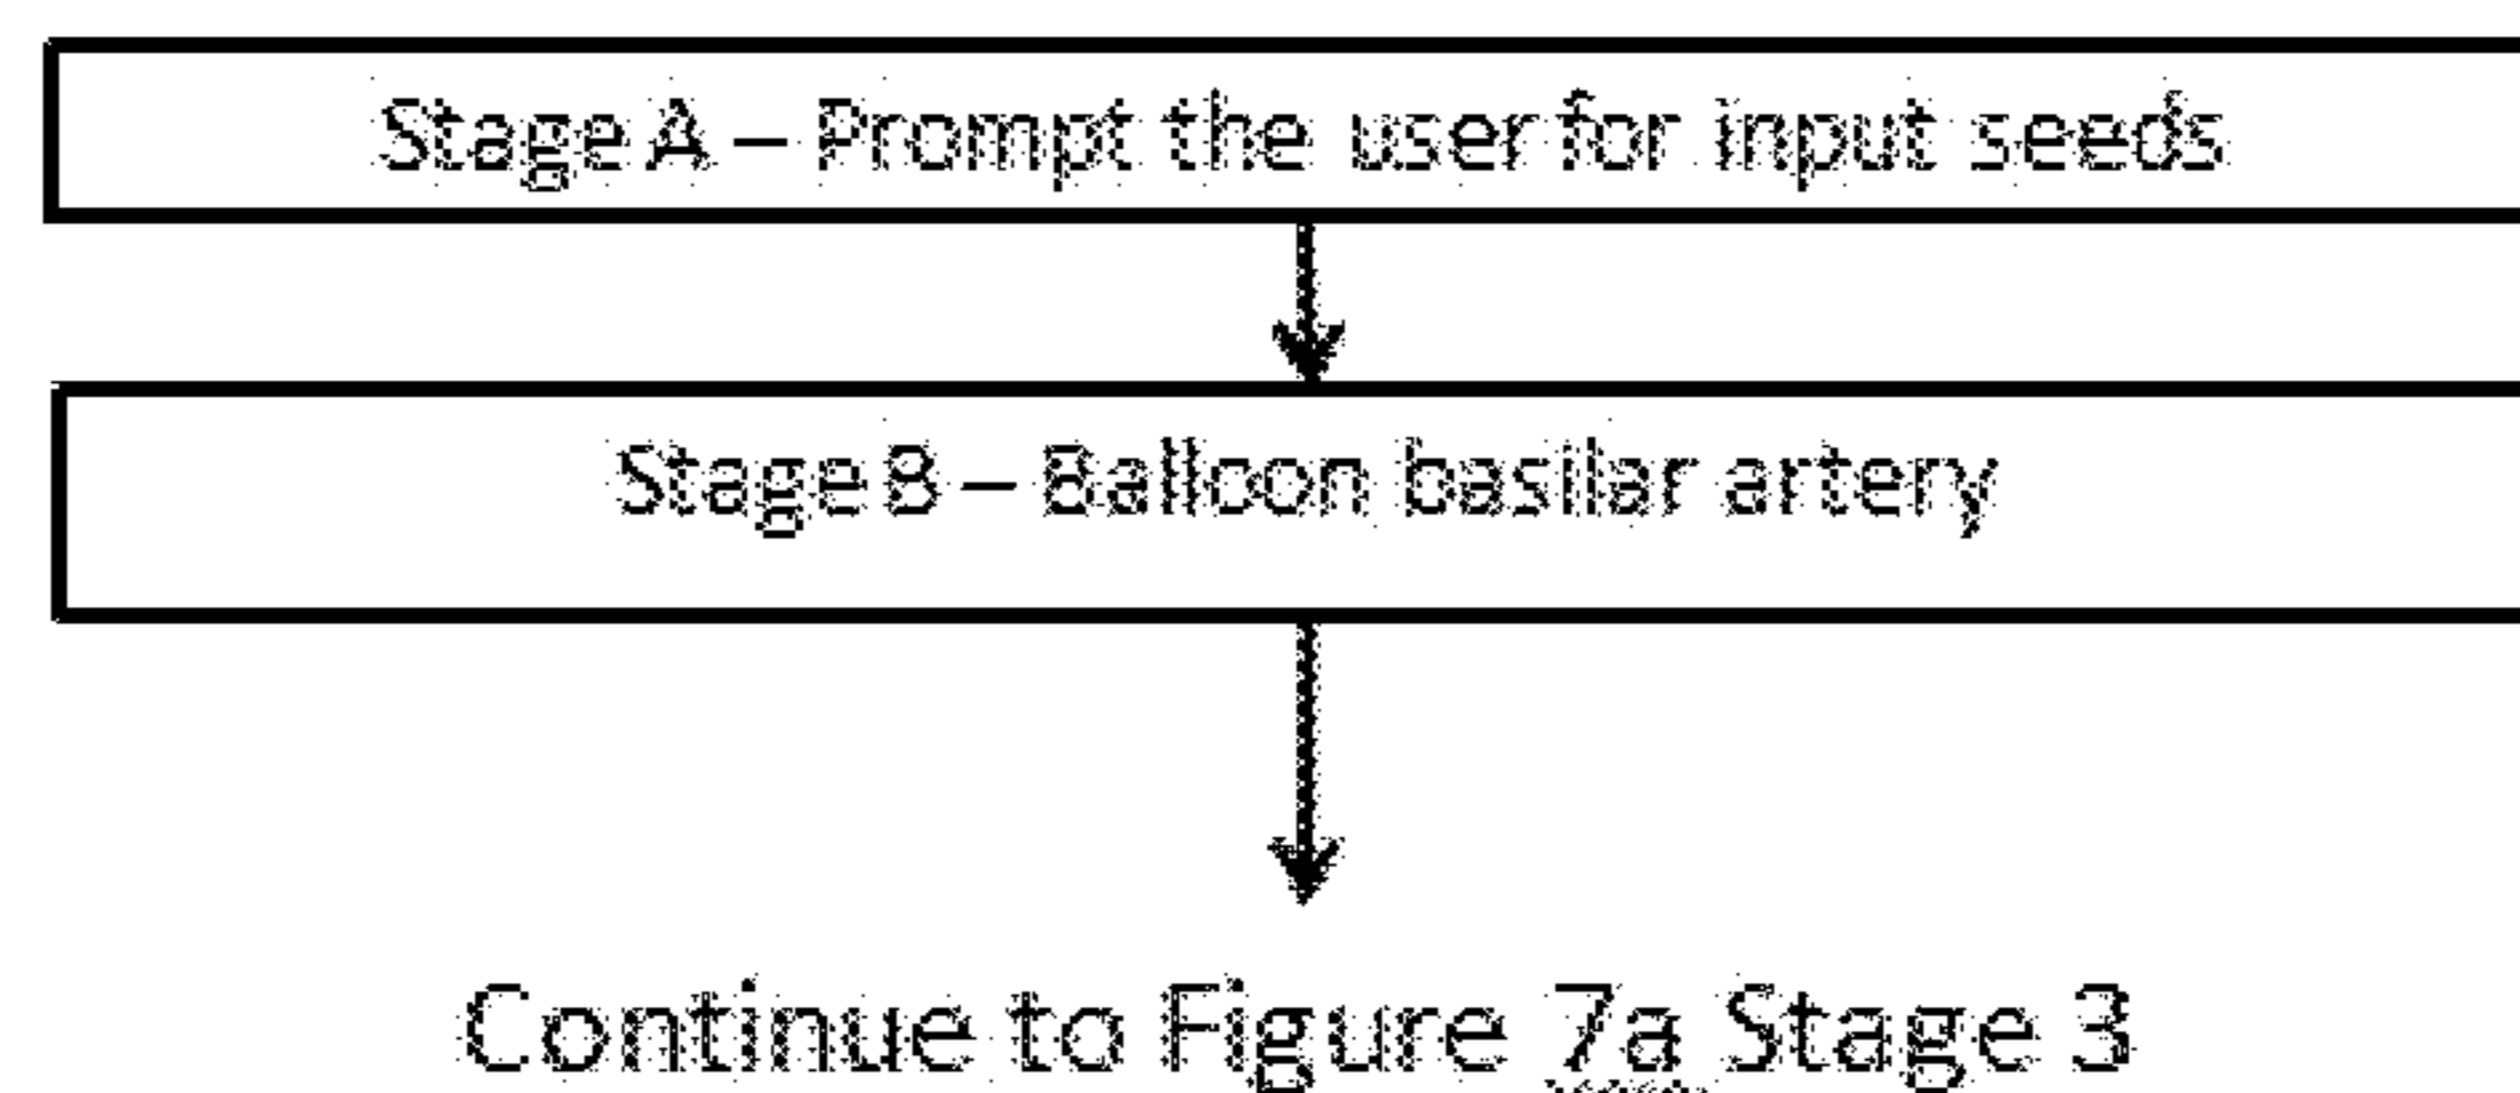 Stage A – Prompt the user for input seeds
Stage B – Balloon basilar artery
Continue to Figure 7a Stage 3